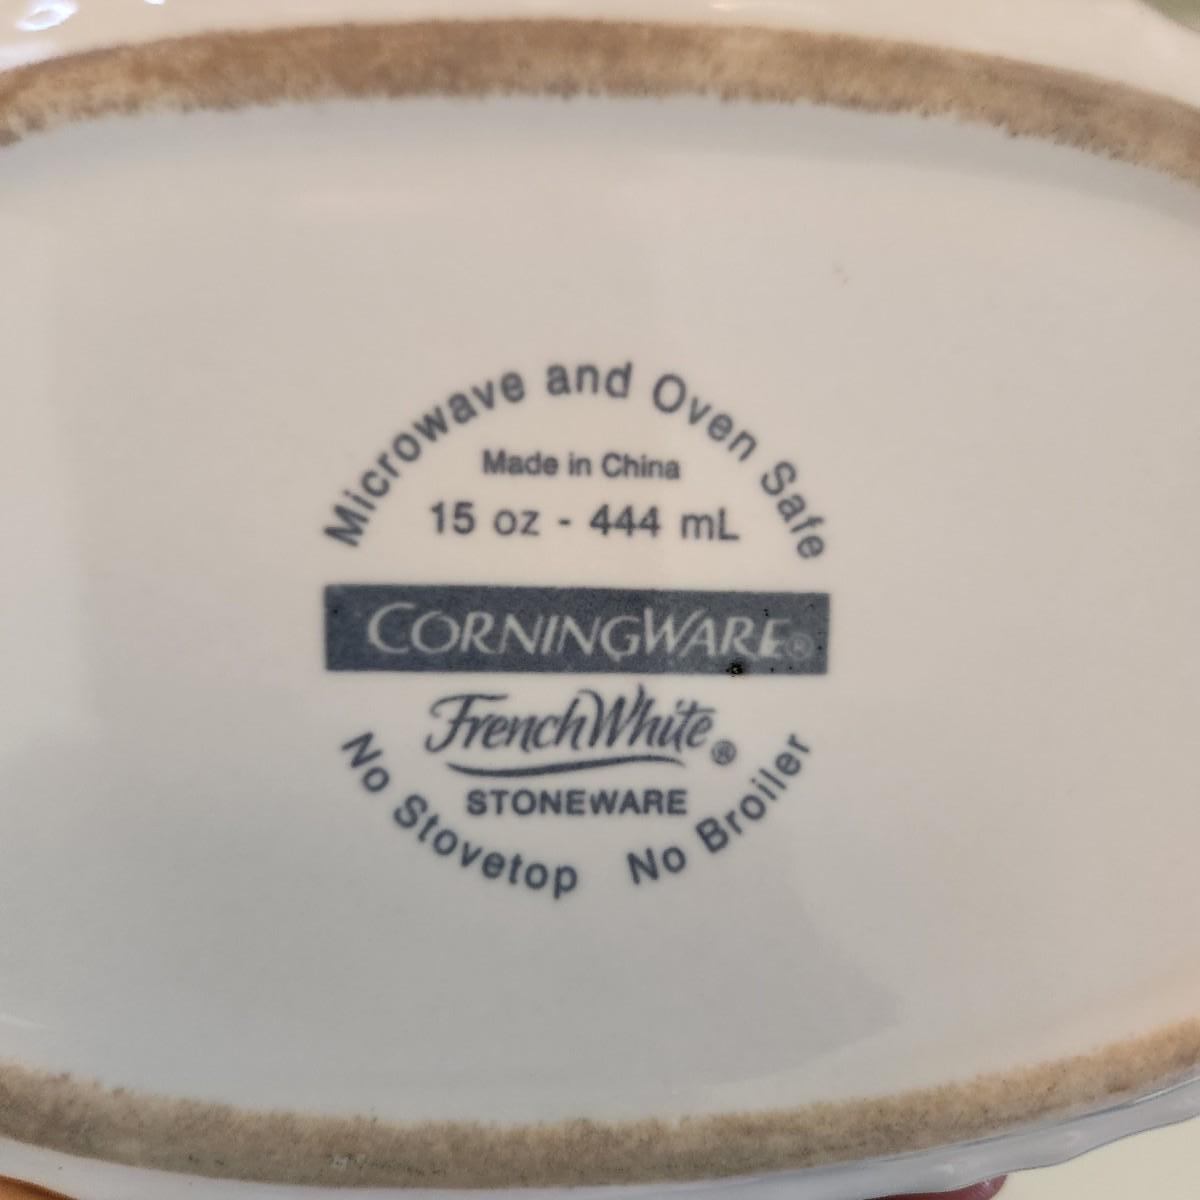 Microwave and Oven Safe
Made in China
15 oz - 444 mL
CORNINGWARE®
FrenchWhite®
STONEWARE
No Stovetop No Broiler